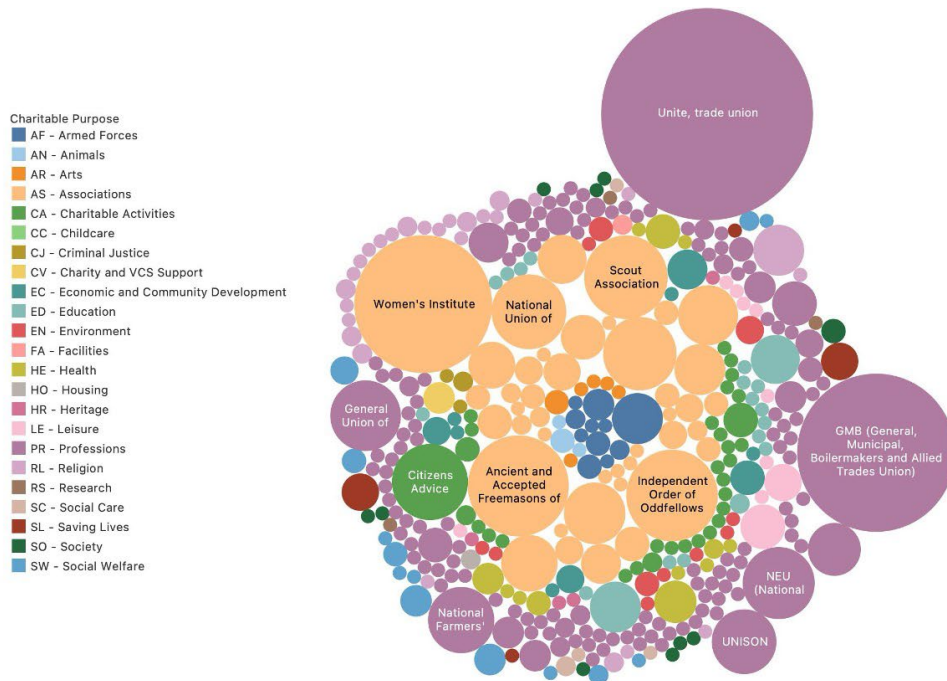 Unite, trade union
Charitable Purpose
AF - Armed Forces
AN - Animals
AR - Arts
AS - Associations
CA - Charitable Activities
CC - Childcare
CJ - Criminal Justice
CV - Charity and VCS Support
EC - Economic and Community Development
ED - Education
EN - Environment
FA - Facilities
HE - Health
HO - Housing
HR - Heritage
LE - Leisure
PR - Professions
RL - Religion
RS - Research
SC - Social Care
SL - Saving Lives
SO - Society
SW - Social Welfare
Women's Institute
National
Union of
Scout
Association
General
Union of
GMB (General,
Municipal,
Boilermakers and Allied
Trades Union)
Citizens
Advice
Ancient and
Accepted
Freemasons of
Independent
Order of
Oddfellows
NEU
(National
National
Farmers'
UNISON